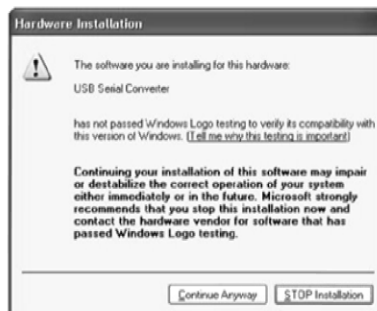 Hardware Installation
The software you are installing for this hardware:
USB Serial Converter
has not passed Windows Logo testing to verify its compatibility with
this version of Windows. (Tell me why this testing is important)
Continuing your installation of this software may impair
or destabilize the correct operation of your system
either immediately or in the future. Microsoft strongly
recommends that you stop this installation now and
contact the hardware vendor for software that has
passed Windows Logo testing.
Continue Anyway
STOP Installation